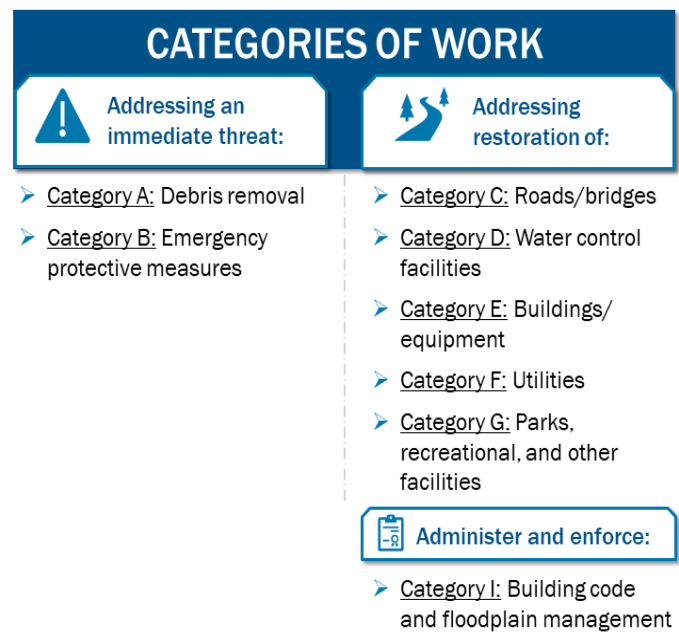 CATEGORIES OF WORK
Addressing an
immediate threat:
Category A: Debris removal
Category B: Emergency
protective measures
Addressing
restoration of:
Category C: Roads/bridges
Category D: Water control
facilities
Category E: Buildings/
equipment
Category F: Utilities
Category G: Parks,
recreational, and other
facilities
Administer and enforce:
Category I: Building code
and floodplain management